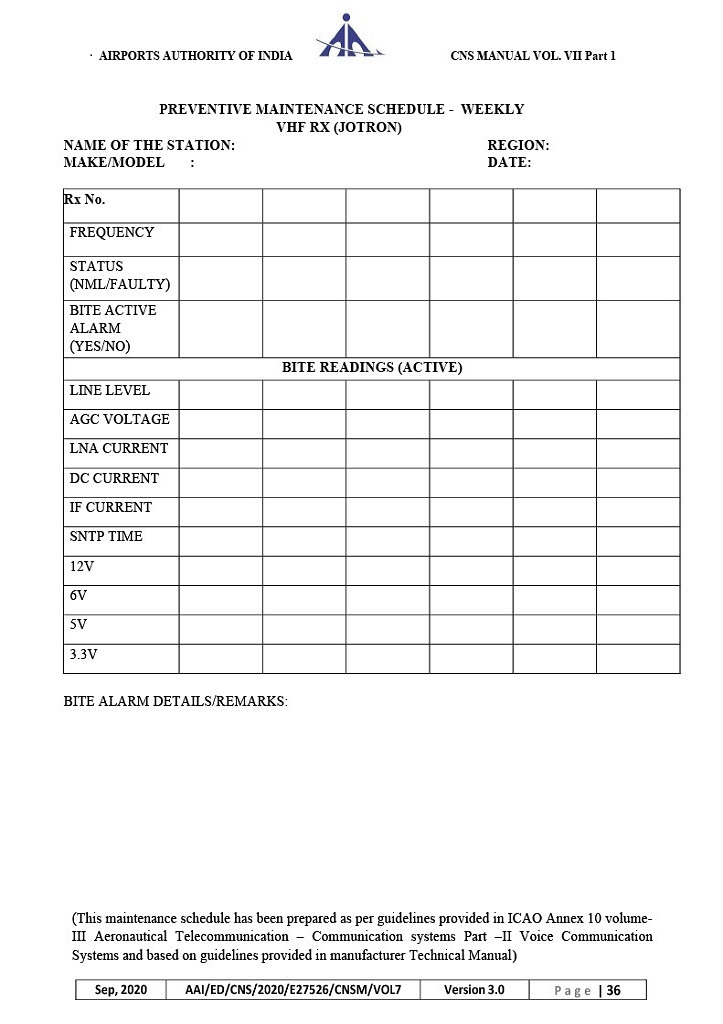 · AIRPORTS AUTHORITY OF INDIA CNS MANUAL VOL. VII Part 1
PREVENTIVE MAINTENANCE SCHEDULE - WEEKLY
VHF RX (JOTRON)
NAME OF THE STATION: REGION:
MAKE/MODEL : DATE:
Rx No.
FREQUENCY
STATUS
(NML/FAULTY)
BITE ACTIVE
ALARM
(YES/NO)
BITE READINGS (ACTIVE)
LINE LEVEL
AGC VOLTAGE
LNA CURRENT
DC CURRENT
IF CURRENT
SNTP TIME
12V
6V
5V
3.3V
BITE ALARM DETAILS/REMARKS:
(This maintenance schedule has been prepared as per guidelines provided in ICAO Annex 10 volume-
III Aeronautical Telecommunication – Communication systems Part –II Voice Communication
Systems and based on guidelines provided in manufacturer Technical Manual)
Sep, 2020 AAI/ED/CNS/2020/E27526/CNSM/VOL7 Version 3.0 Page | 36